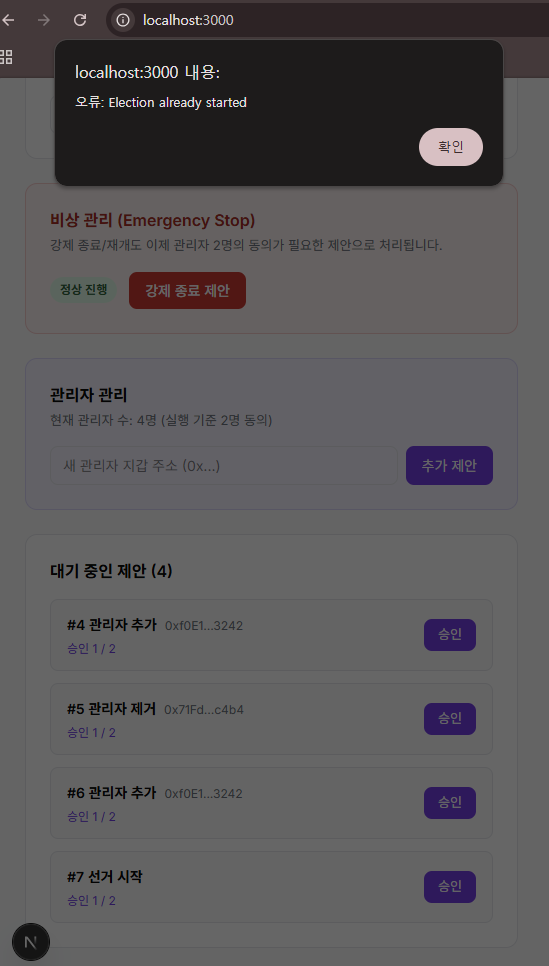 localhost:3000
localhost:3000 내용:
오류: Election already started
확인
비상 관리 (Emergency Stop)
강제 종료/재개도 이제 관리자 2명의 동의가 필요한 제안으로 처리됩니다.
정상 진행 강제 종료 제안
관리자 관리
현재 관리자 수: 4명 (실행 기준 2명 동의)
새 관리자 지갑 주소 (0x...) 추가 제안
대기 중인 제안 (4)
#4 관리자 추가 0xf0E1...3242
승인 1 / 2
승인
#5 관리자 제거 0x71Fd...c4b4
승인 1 / 2
승인
#6 관리자 추가 0xf0E1...3242
승인 1 / 2
승인
#7 선거 시작
승인 1 / 2
승인
N